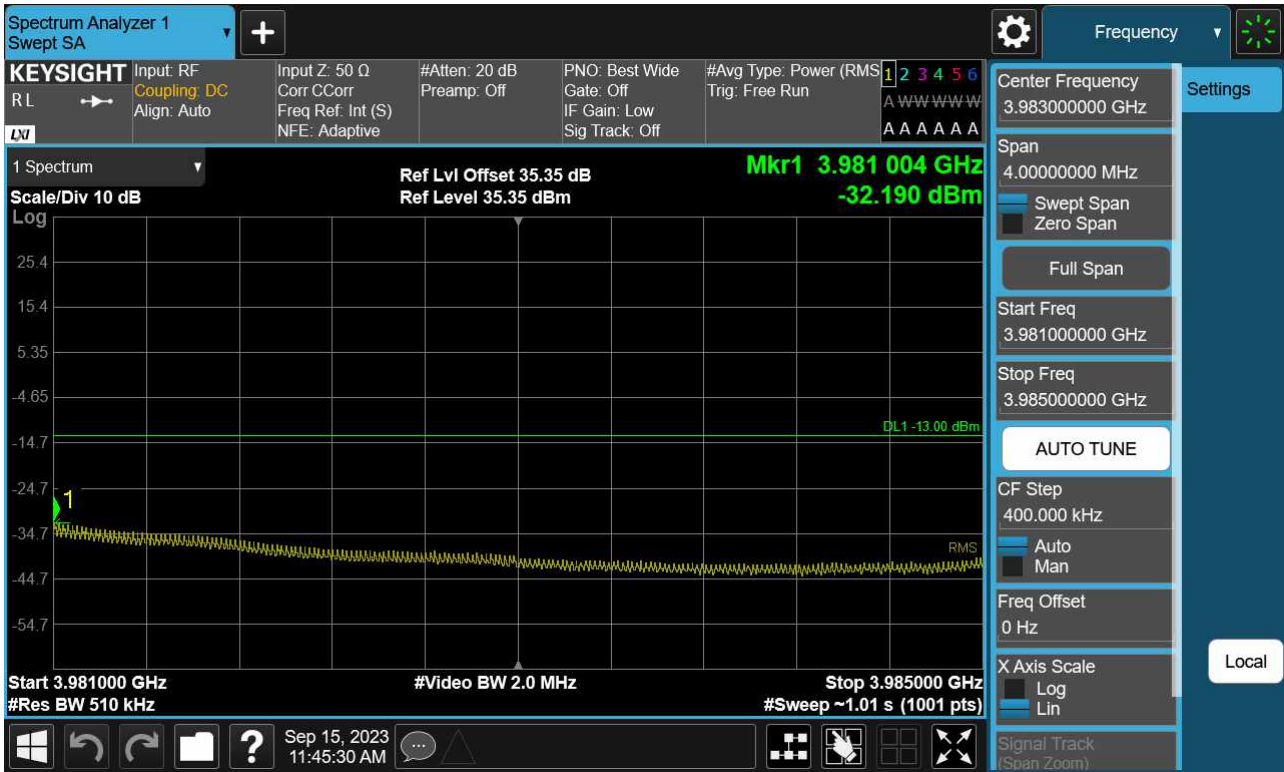 Spectrum Analyzer 1
Swept SA
Frequency
KEYSIGHT
R L
LXI
Input: RF
Coupling: DC
Align: Auto
Input Z: 50 Ω
Corr CCorr
Freq Ref: Int (S)
NFE: Adaptive
#Atten: 20 dB
Preamp: Off
PNO: Best Wide
Gate: Off
IF Gain: Low
Sig Track: Off
#Avg Type: Power (RMS
Trig: Free Run
1 2 3 4 5 6
A W W W W W
A A A A A A
1 Spectrum
Scale/Div 10 dB
Ref Lvl Offset 35.35 dB
Ref Level 35.35 dBm
Mkr1 3.981 004 GHz
-32.190 dBm
Log
25.4
15.4
5.35
-4.65
-14.7
-24.7
-34.7
-44.7
-54.7
DL1 -13.00 dBm
1
RMS
Start 3.981000 GHz
#Video BW 2.0 MHz
Stop 3.985000 GHz
#Res BW 510 kHz
#Sweep ~1.01 s (1001 pts)
Center Frequency
3.983000000 GHz
Span
4.00000000 MHz
Swept Span
Zero Span
Full Span
Start Freq
3.981000000 GHz
Stop Freq
3.985000000 GHz
AUTO TUNE
CF Step
400.000 kHz
Auto
Man
Freq Offset
0 Hz
X Axis Scale
Log
Lin
Signal Track
(Span Zoom)
Settings
Local
?
Sep 15, 2023
11:45:30 AM